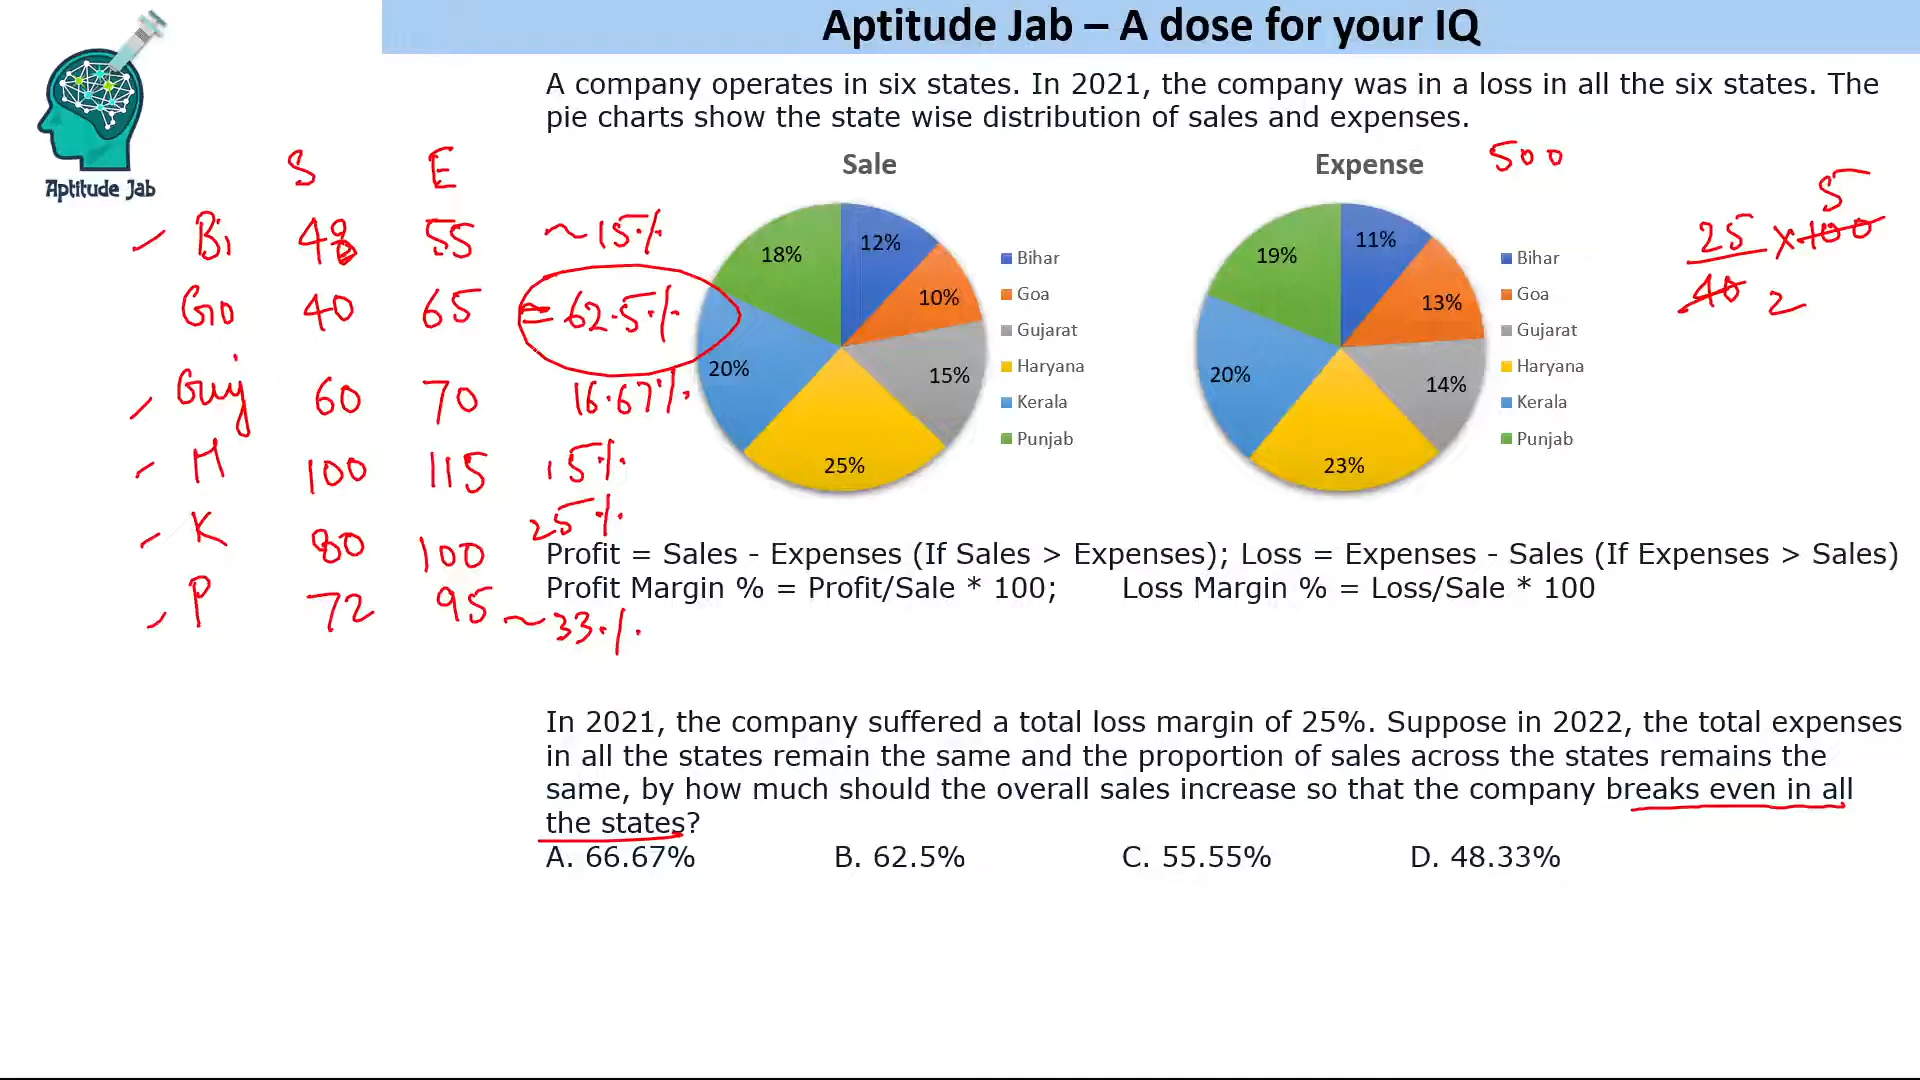 Aptitude Jab – A dose for your IQ
Aptitude Jab
A company operates in six states. In 2021, the company was in a loss in all the six states. The
pie charts show the state wise distribution of sales and expenses.
S E
Bi 48 55 ~15%
Go 40 65 = 62.5%
Guj 60 70 16.67%
H 100 115 15%
K 80 100 25%
P 72 95 ~33%
Sale
12%
10%
15%
25%
20%
18%
Bihar
Goa
Gujarat
Haryana
Kerala
Punjab
Expense
11%
13%
14%
23%
20%
19%
Bihar
Goa
Gujarat
Haryana
Kerala
Punjab
500
5
25 × 100
40 2
Profit = Sales - Expenses (If Sales > Expenses); Loss = Expenses - Sales (If Expenses > Sales)
Profit Margin % = Profit/Sale * 100; Loss Margin % = Loss/Sale * 100
In 2021, the company suffered a total loss margin of 25%. Suppose in 2022, the total expenses
in all the states remain the same and the proportion of sales across the states remains the
same, by how much should the overall sales increase so that the company breaks even in all
the states?
A. 66.67% B. 62.5% C. 55.55% D. 48.33%